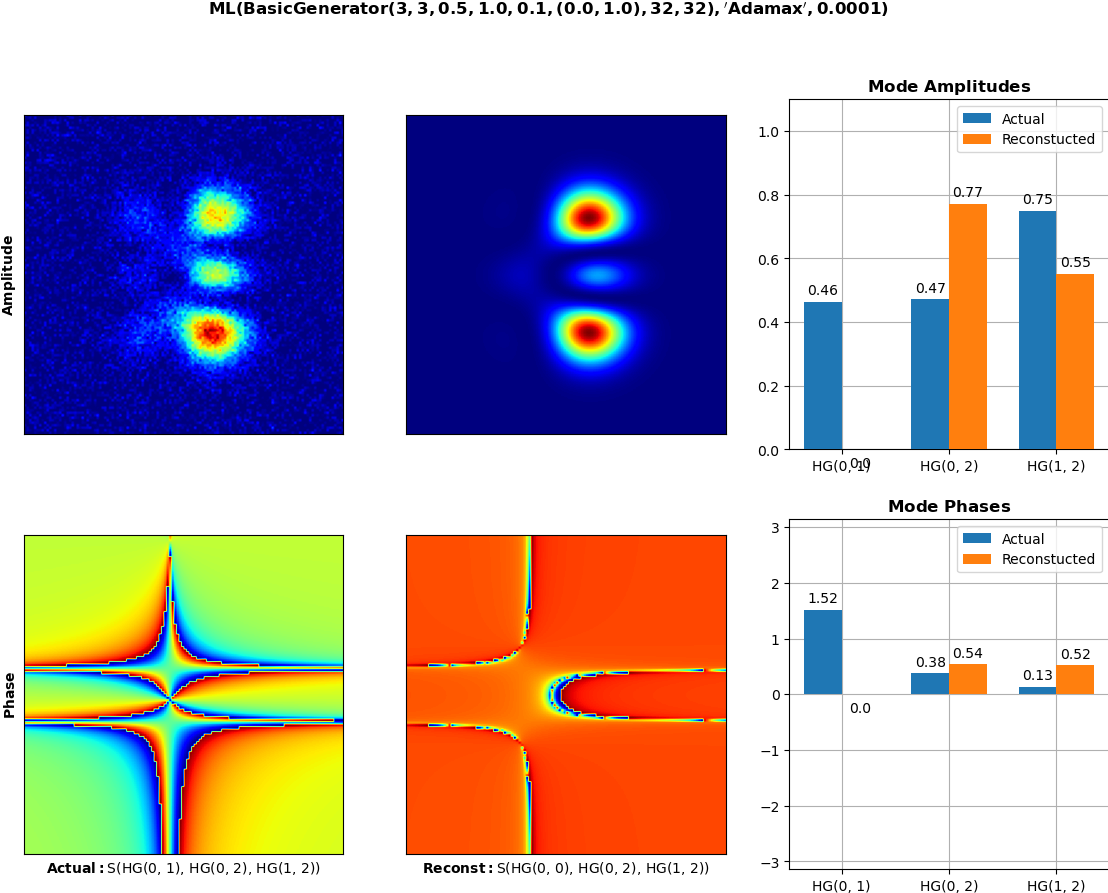 ML(BasicGenerator(3, 3, 0.5, 1.0, 0.1, (0.0, 1.0), 32, 32), ′Adamax′, 0.0001)
Mode Amplitudes
Amplitude
1.0
0.8
0.6
0.4
0.2
0.0
Actual
Reconstucted
0.46
0.0
0.47
0.77
0.75
0.55
HG(0, 1)
HG(0, 2)
HG(1, 2)
Mode Phases
Phase
3
2
1
0
−1
−2
−3
Actual
Reconstucted
1.52
0.0
0.38
0.54
0.13
0.52
HG(0, 1)
HG(0, 2)
HG(1, 2)
Actual: S(HG(0, 1), HG(0, 2), HG(1, 2))
Reconst: S(HG(0, 0), HG(0, 2), HG(1, 2))